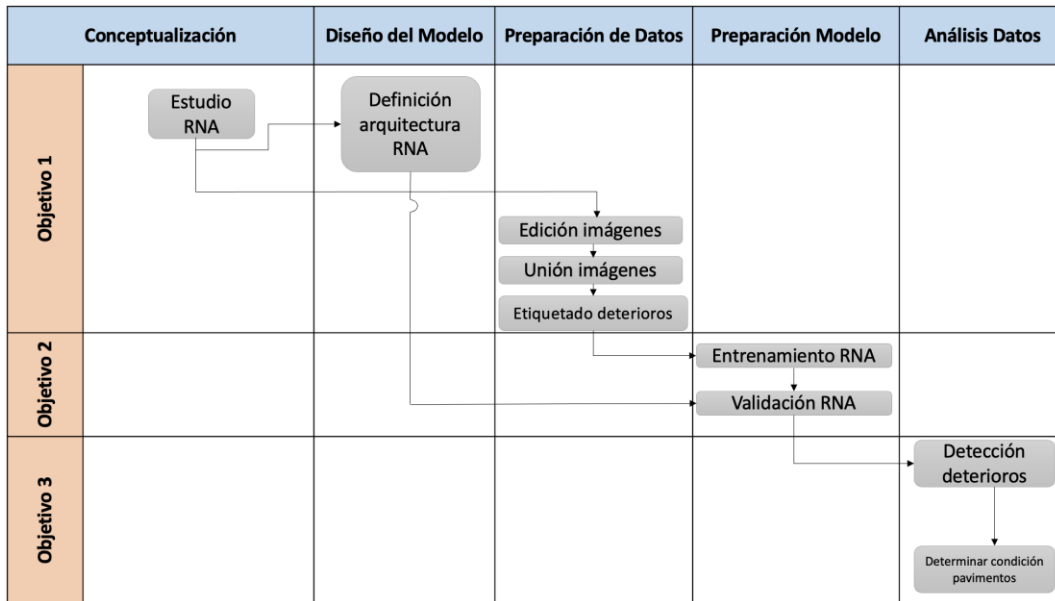 Conceptualización
Diseño del Modelo
Preparación de Datos
Preparación Modelo
Análisis Datos
Objetivo 1
Estudio
RNA
Definición
arquitectura
RNA
Edición imágenes
Unión imágenes
Etiquetado deterioros
Objetivo 2
Entrenamiento RNA
Validación RNA
Objetivo 3
Detección
deterioros
Determinar condición
pavimentos